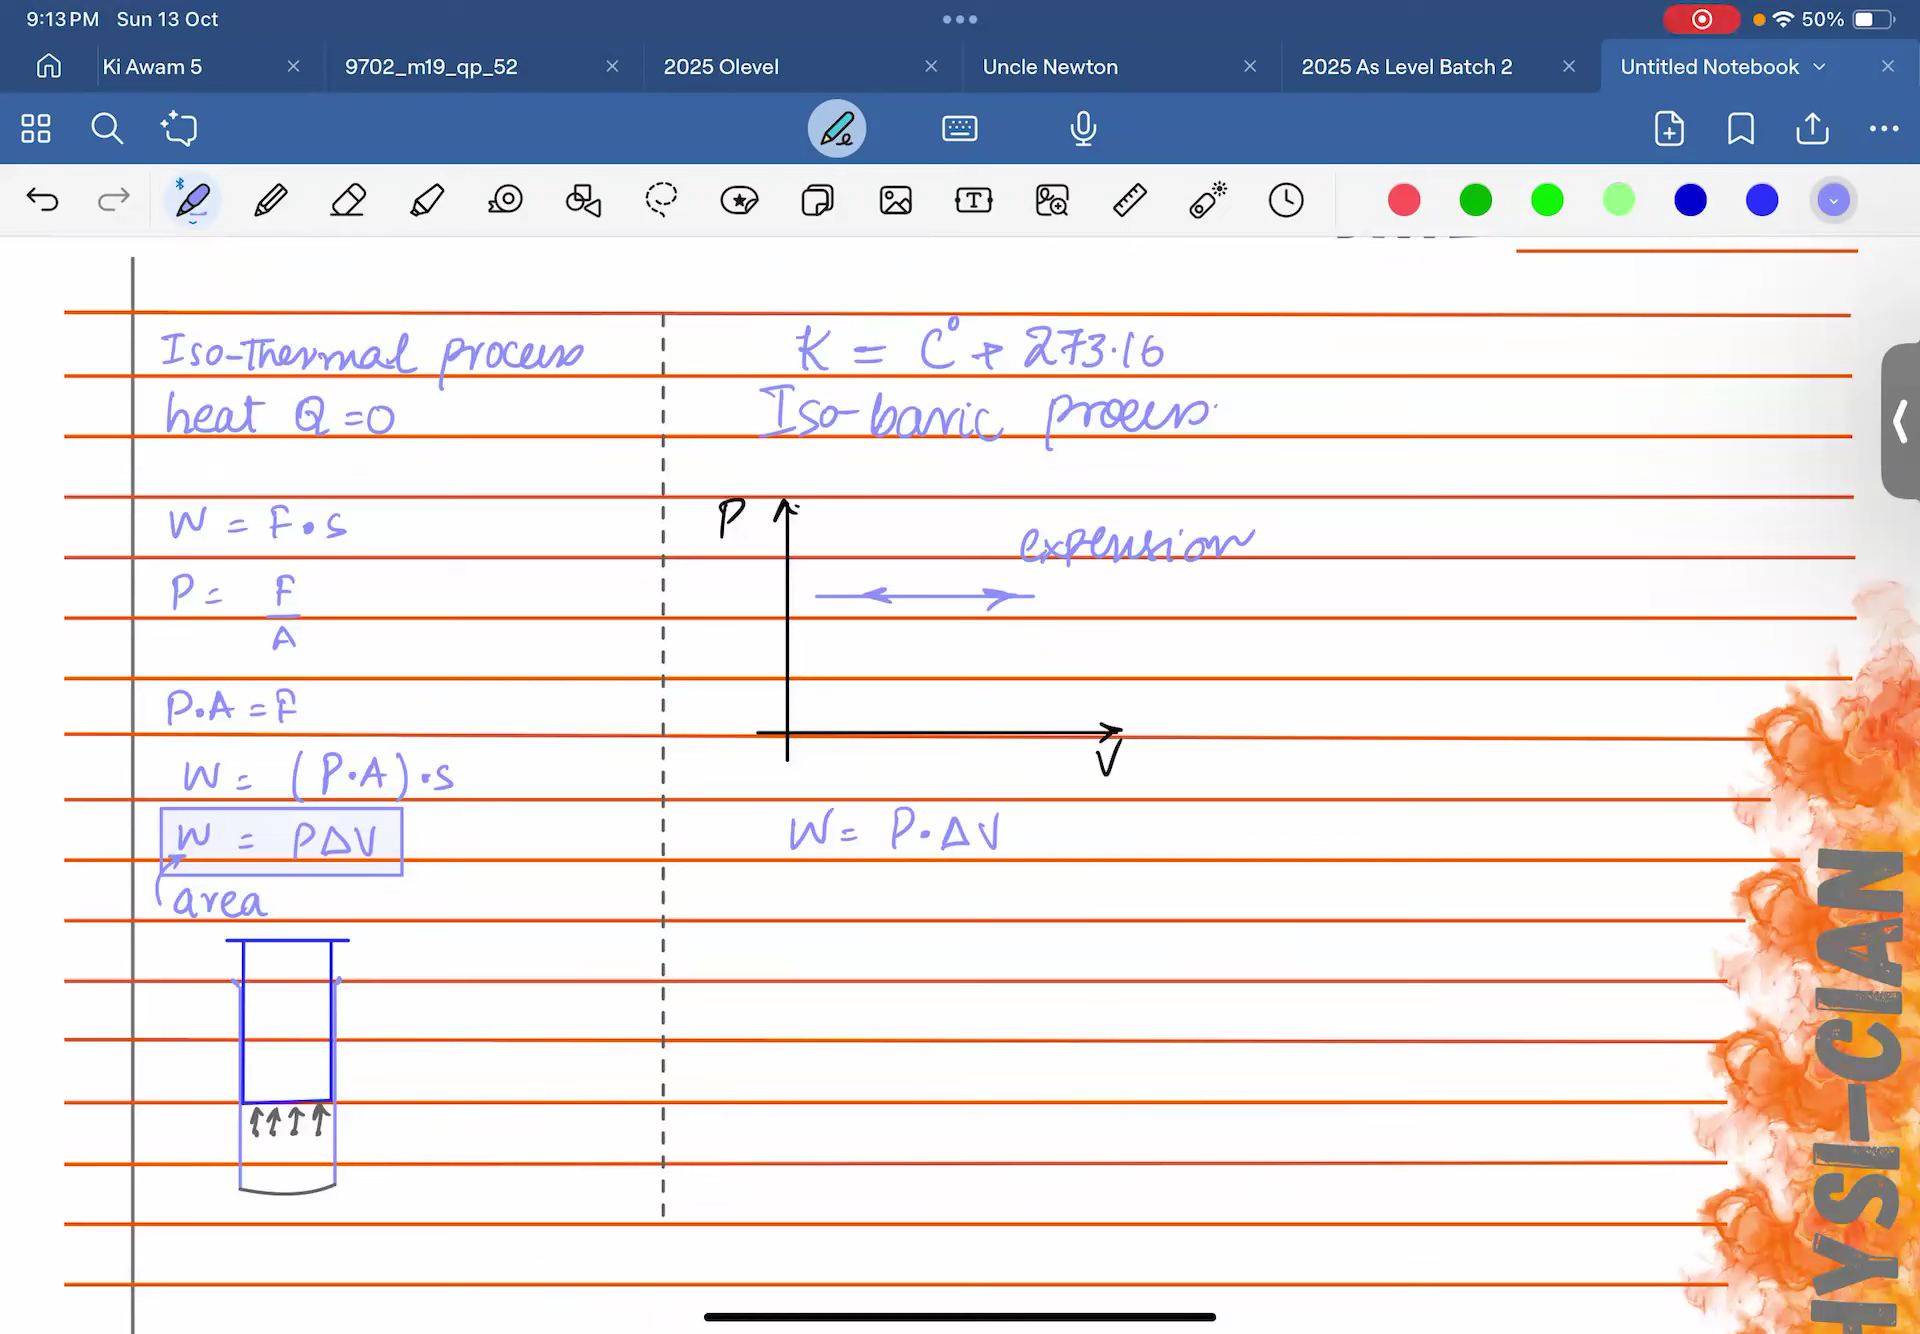 9:13 PM Sun 13 Oct
50%
Ki Awam 5
9702_m19_qp_52
2025 Olevel
Uncle Newton
2025 As Level Batch 2
Untitled Notebook
Iso-thermal process
heat Q =0
W = F•s
P = F/A
P.A = F
W = (P.A).s
W = PΔV
area
K = C° + 273.16
Iso-baric process
P
expension
V
W = P.ΔV
HYSI-CIAN